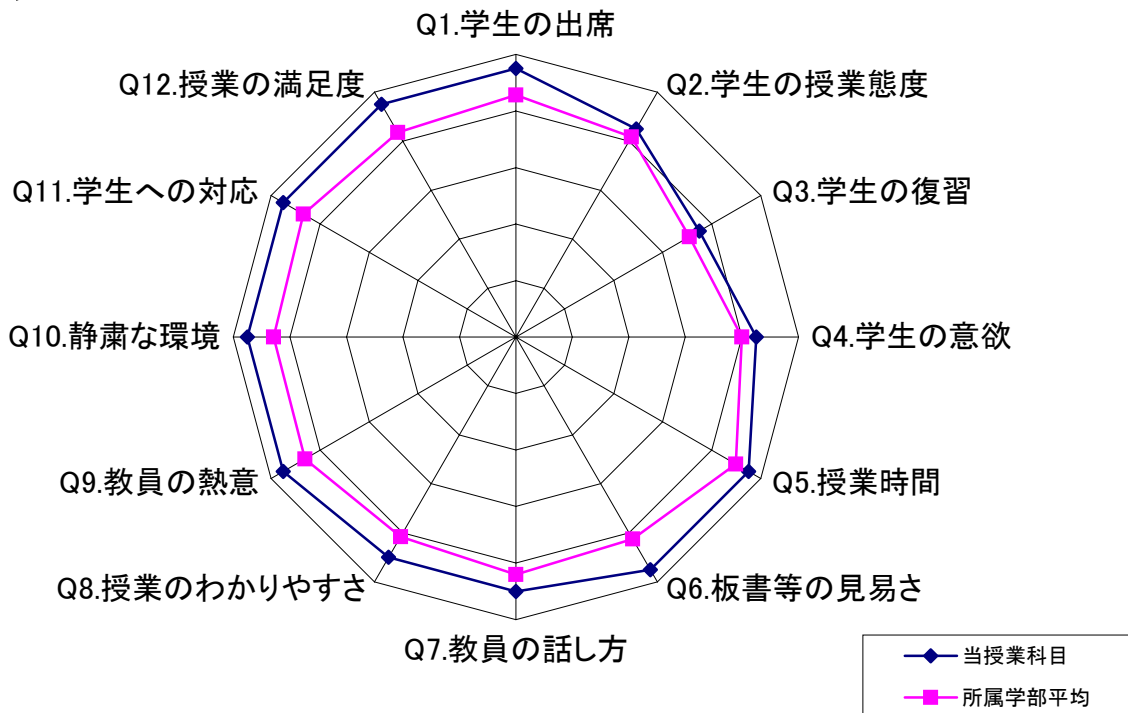 Q1.学生の出席
Q2.学生の授業態度
Q3.学生の復習
Q4.学生の意欲
Q5.授業時間
Q6.板書等の見易さ
Q7.教員の話し方
Q8.授業のわかりやすさ
Q9.教員の熱意
Q10.静粛な環境
Q11.学生への対応
Q12.授業の満足度
当授業科目
所属学部平均